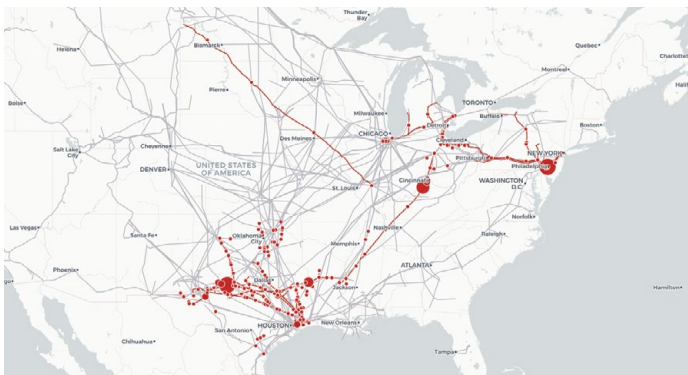 Thunder
Bay
Quebec
Helena
Bismarck
Montreal
Charlotte
Minneapolis
Halif
Boise
Pierre
TORONTO
Milwaukee
Buffalo
Boston
Detroit
CHICAGO
Salt Lake
City
Cheyenne
Des Moines
Cleveland
NEW YORK
Pittsburgh
DENVER
UNITED STATES
OF AMERICA
Philadelphia
Cincinnati
WASHINGTON
D.C.
St. Louis
Las Vegas
Norfolk
Nashville
Santa Fe
Oklahoma
City
Raleigh
Memphis
Phoenix
ATLANTA
go
Dallas
Jackson
Hamilton
HOUSTON
New Orleans
San Antonio
Chihuahua
Tampa